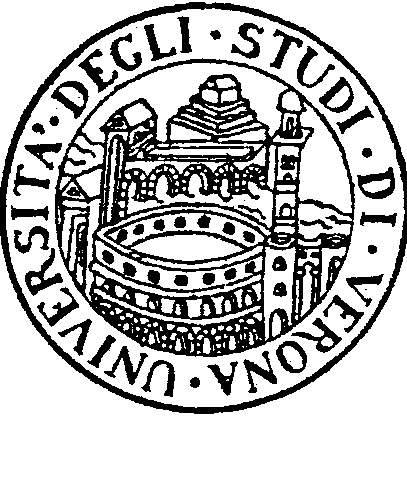 UNIVERSITA' · DEGLI · STUDI · DI · VERONA ·